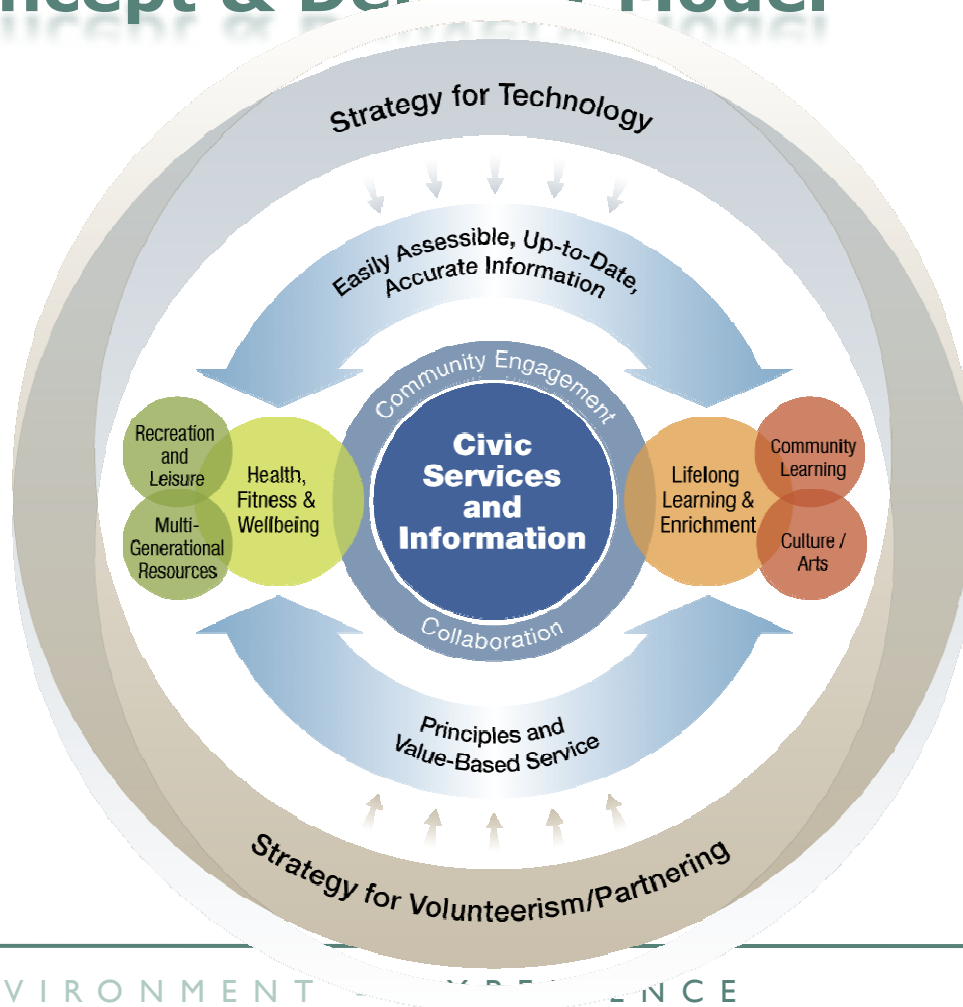 & Model
Strategy for Technology
Easily Assessible, Up-to-Date,
Accurate Information
Community Engagement
Civic
Services
and
Information
Collaboration
Recreation
and
Leisure
Multi-
Generational
Resources
Health,
Fitness &
Wellbeing
Lifelong
Learning &
Enrichment
Community
Learning
Culture /
Arts
Principles and
Value-Based Service
Strategy for Volunteerism/Partnering